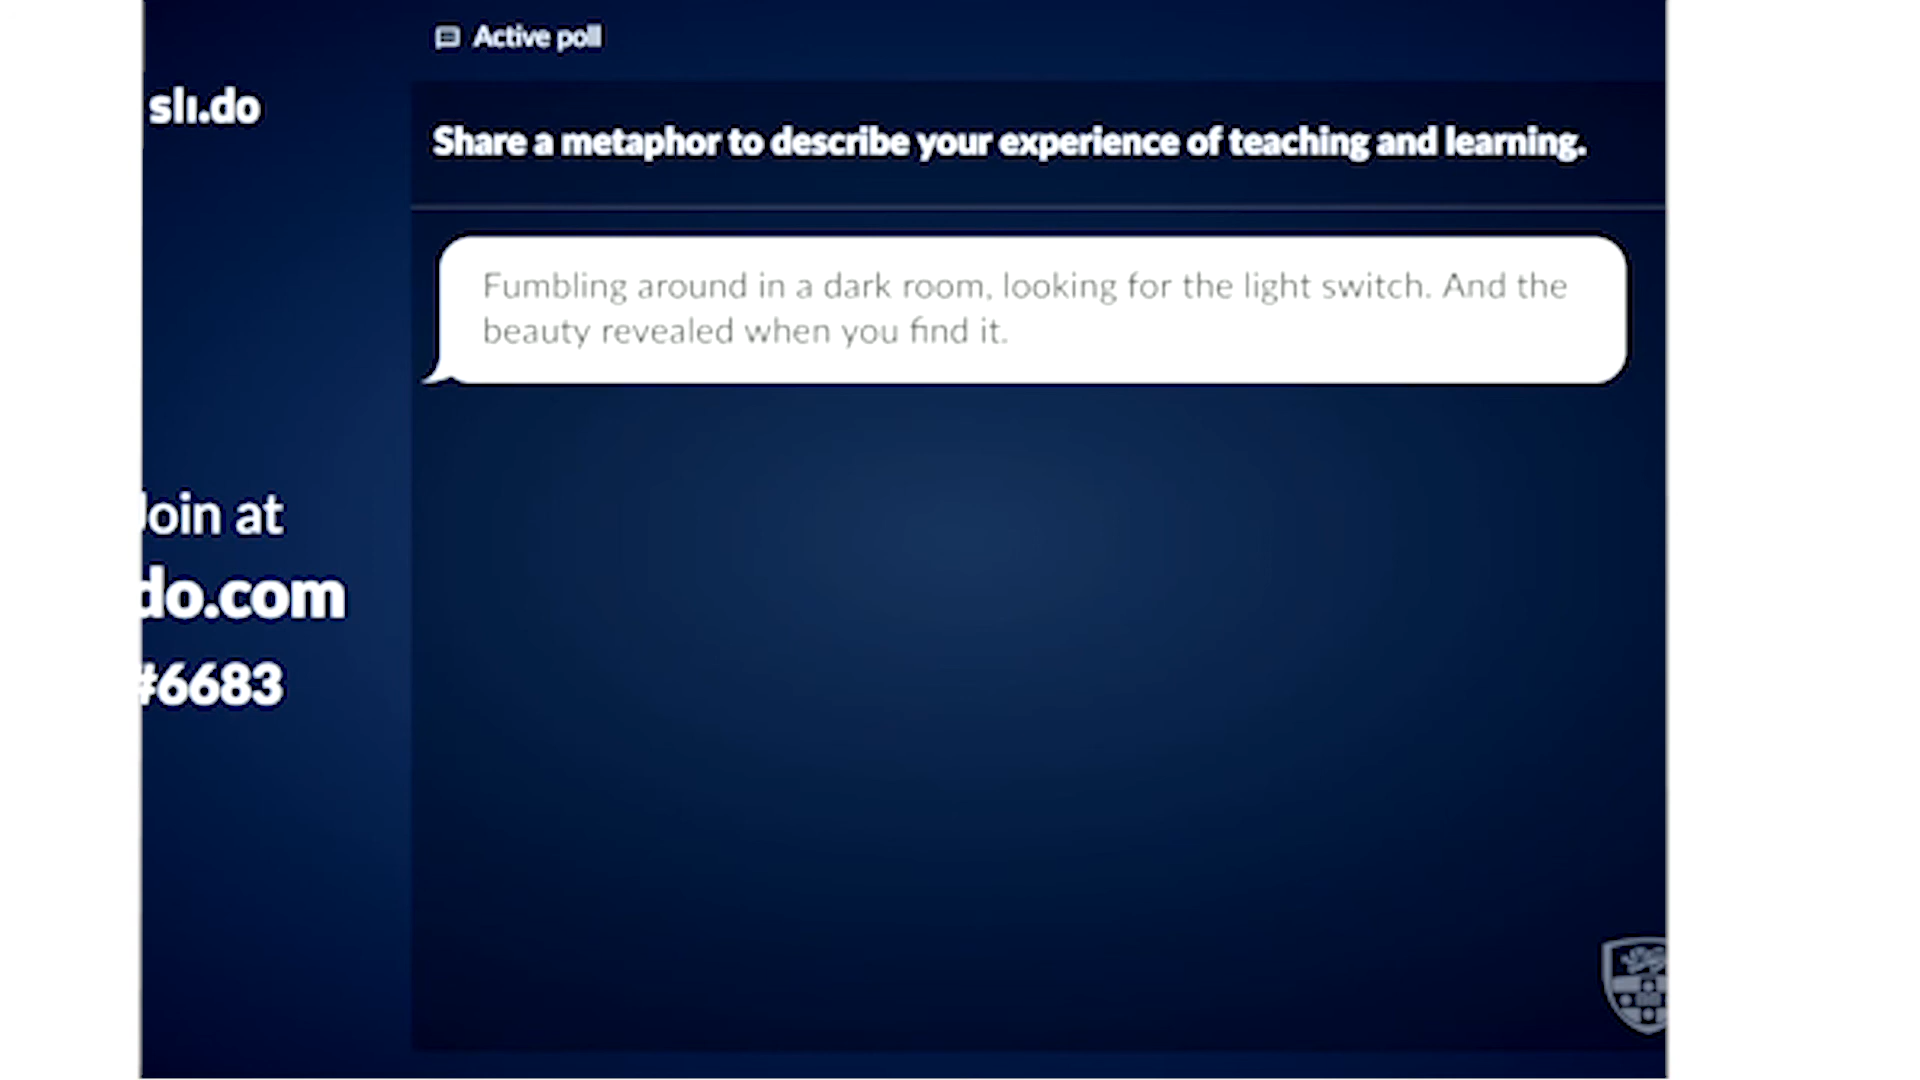 Active poll
slı.do
Share a metaphor to describe your experience of teaching and learning.
Fumbling around in a dark room, looking for the light switch. And the
beauty revealed when you find it.
Join at
do.com
#6683